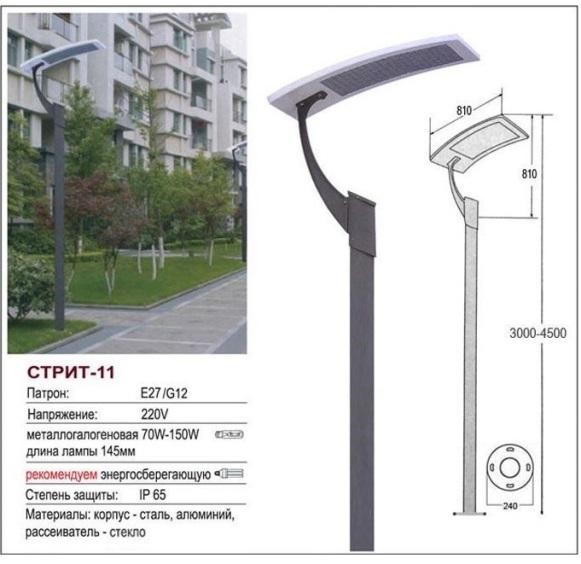 СТРИТ-11
Патрон: E27/G12
Напряжение: 220V
металлогалогеновая 70W-150W
длина лампы 145мм
рекомендуем энергосберегающую
Степень защиты: IP 65
Материалы: корпус - сталь, алюминий,
рассеиватель - стекло
810
810
3000-4500
240